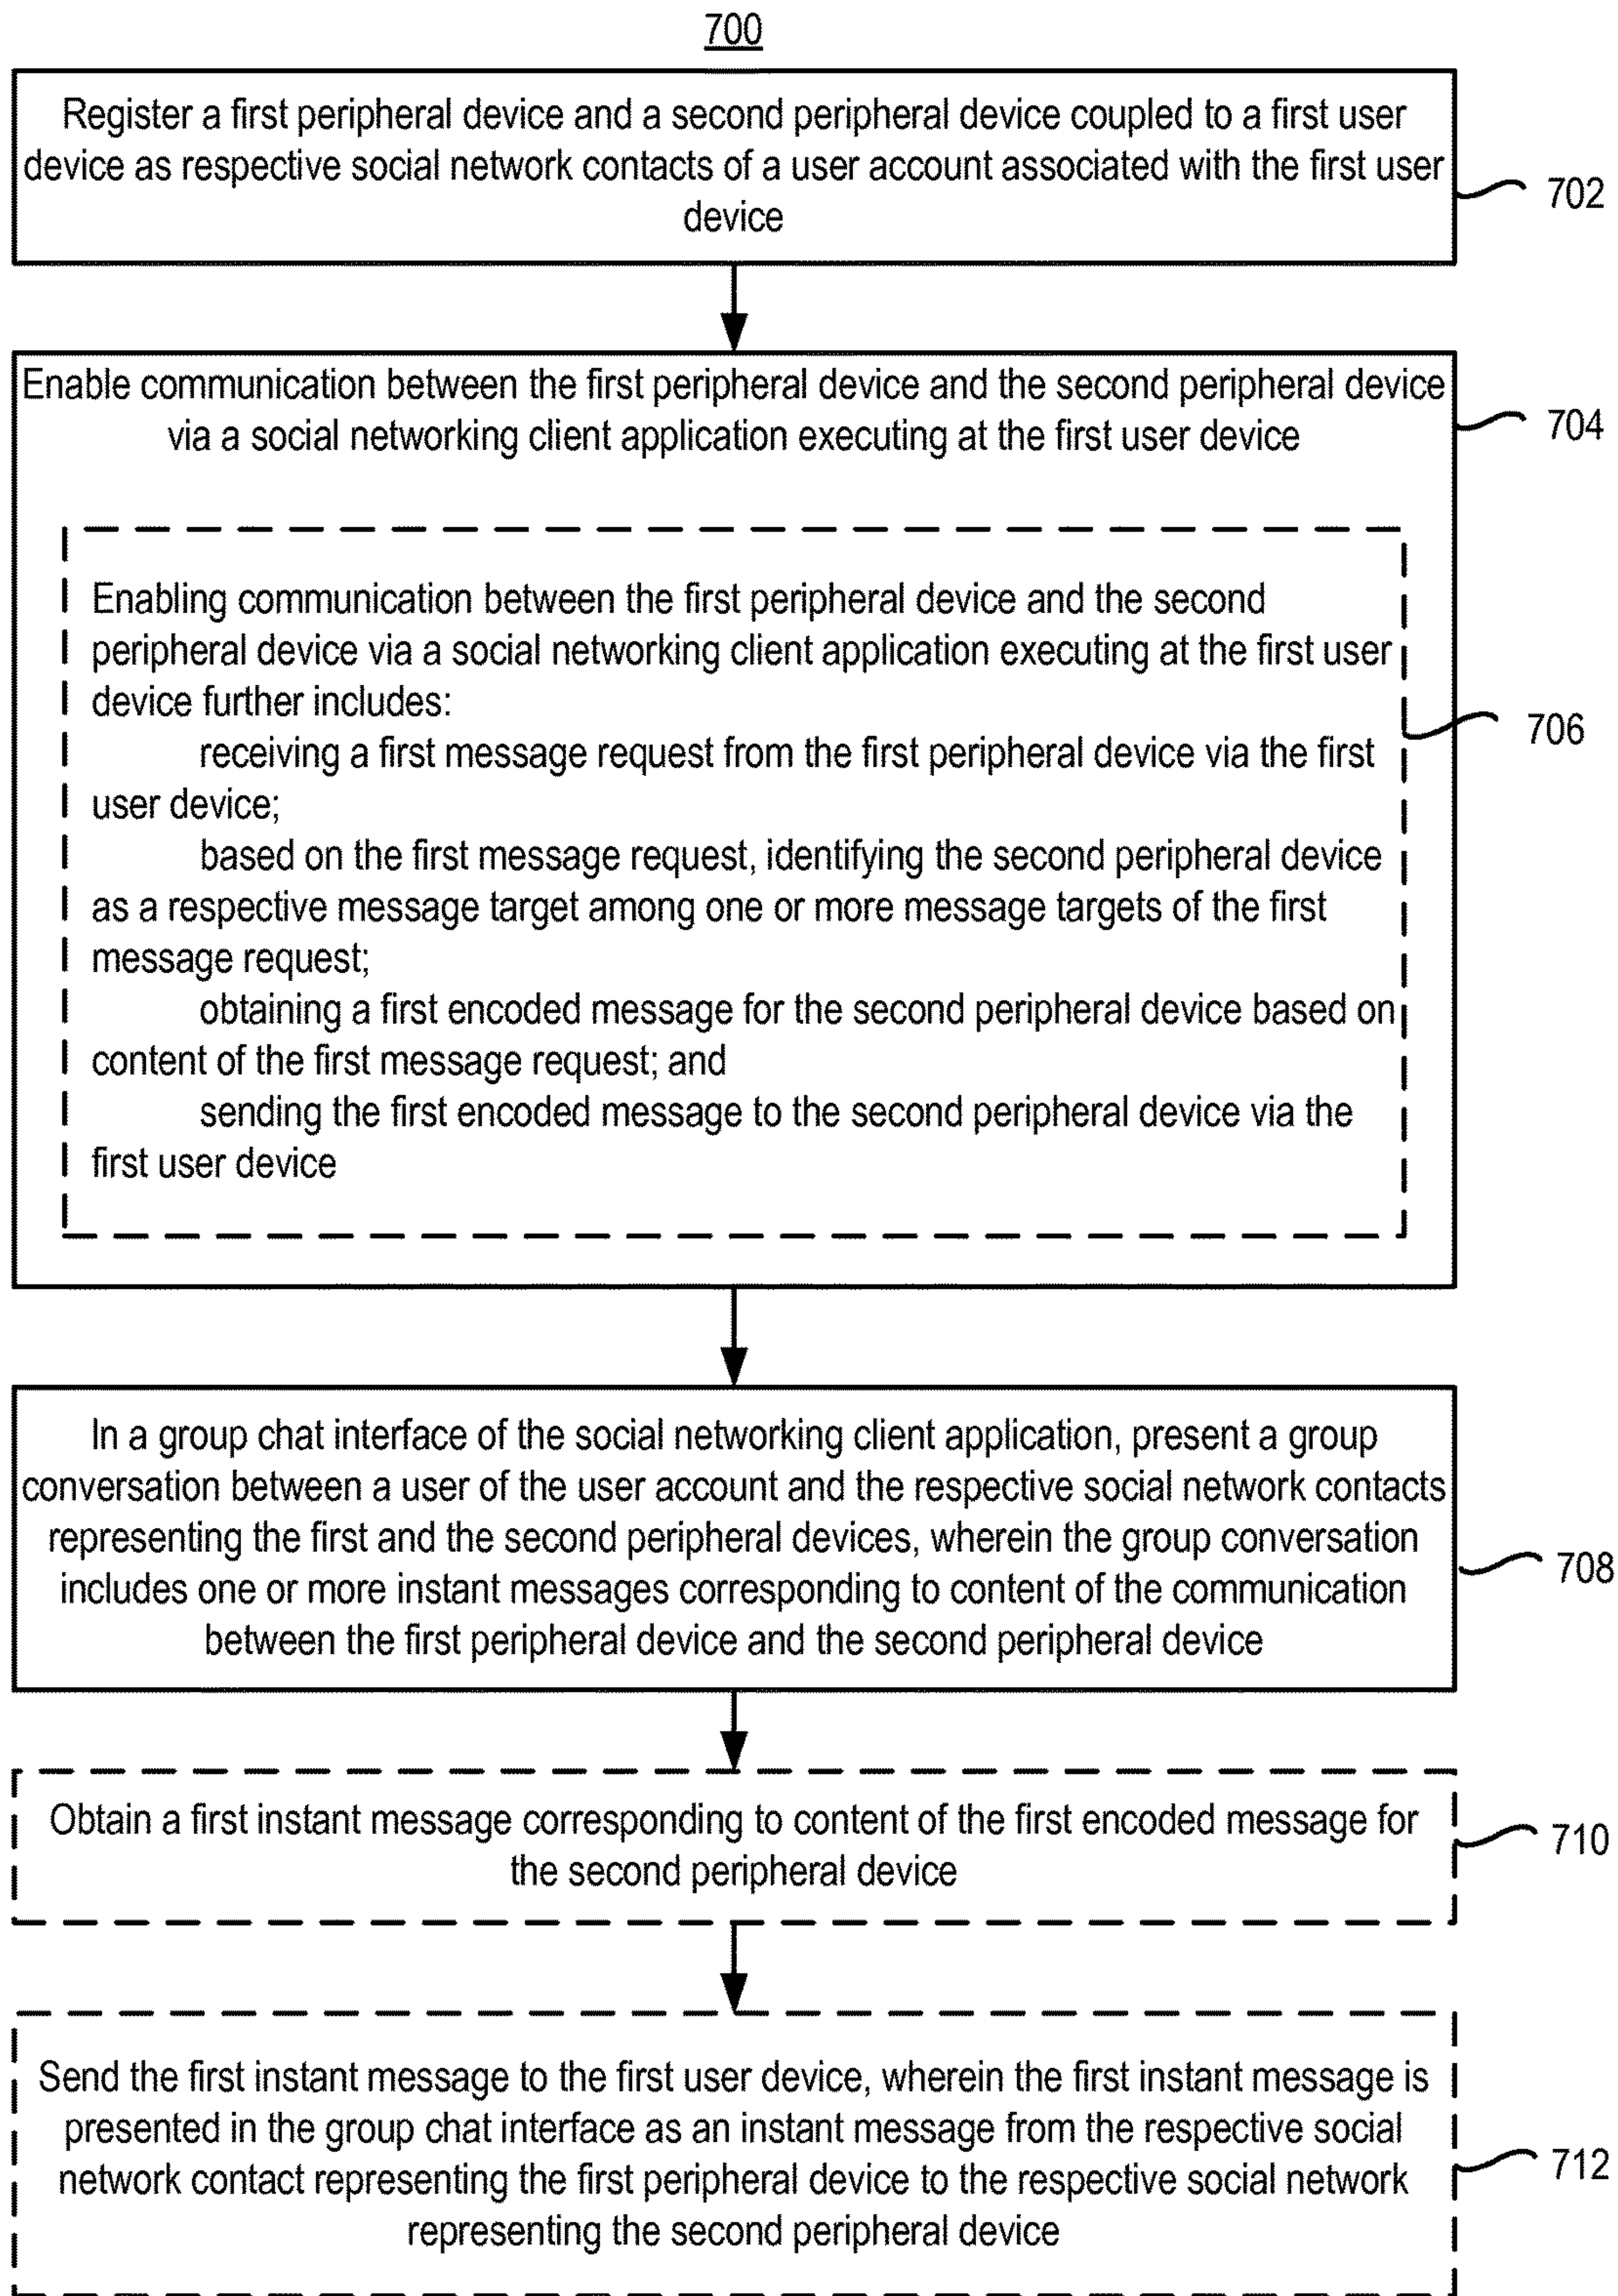 700
Register a first peripheral device and a second peripheral device coupled to a first user
device as respective social network contacts of a user account associated with the first user
device
702
Enable communication between the first peripheral device and the second peripheral device
via a social networking client application executing at the first user device
704
Enabling communication between the first peripheral device and the second
peripheral device via a social networking client application executing at the first user
device further includes:
receiving a first message request from the first peripheral device via the first
user device;
based on the first message request, identifying the second peripheral device
as a respective message target among one or more message targets of the first
message request;
obtaining a first encoded message for the second peripheral device based on
content of the first message request; and
sending the first encoded message to the second peripheral device via the
first user device
706
In a group chat interface of the social networking client application, present a group
conversation between a user of the user account and the respective social network contacts
representing the first and the second peripheral devices, wherein the group conversation
includes one or more instant messages corresponding to content of the communication
between the first peripheral device and the second peripheral device
708
Obtain a first instant message corresponding to content of the first encoded message for
the second peripheral device
710
Send the first instant message to the first user device, wherein the first instant message is
presented in the group chat interface as an instant message from the respective social
network contact representing the first peripheral device to the respective social network
representing the second peripheral device
712